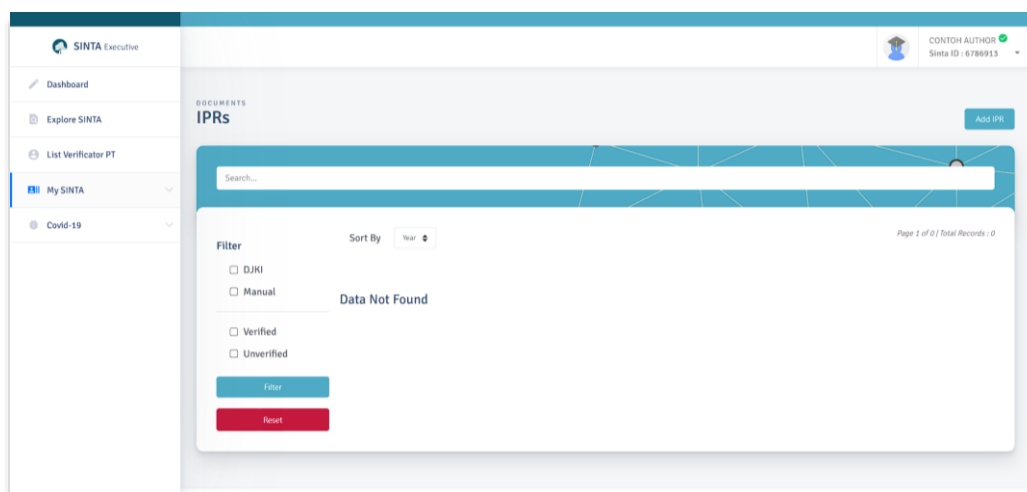 SINTA Executive
CONTOH AUTHOR
Sinta ID : 6786913
Dashboard
Explore SINTA
List Verificator PT
My SINTA
Covid-19
DOCUMENTS
IPRs
Add IPR
Search...
Filter
Sort By
Year
Page 1 of 0 | Total Records : 0
DJKI
Manual
Data Not Found
Verified
Unverified
Filter
Reset